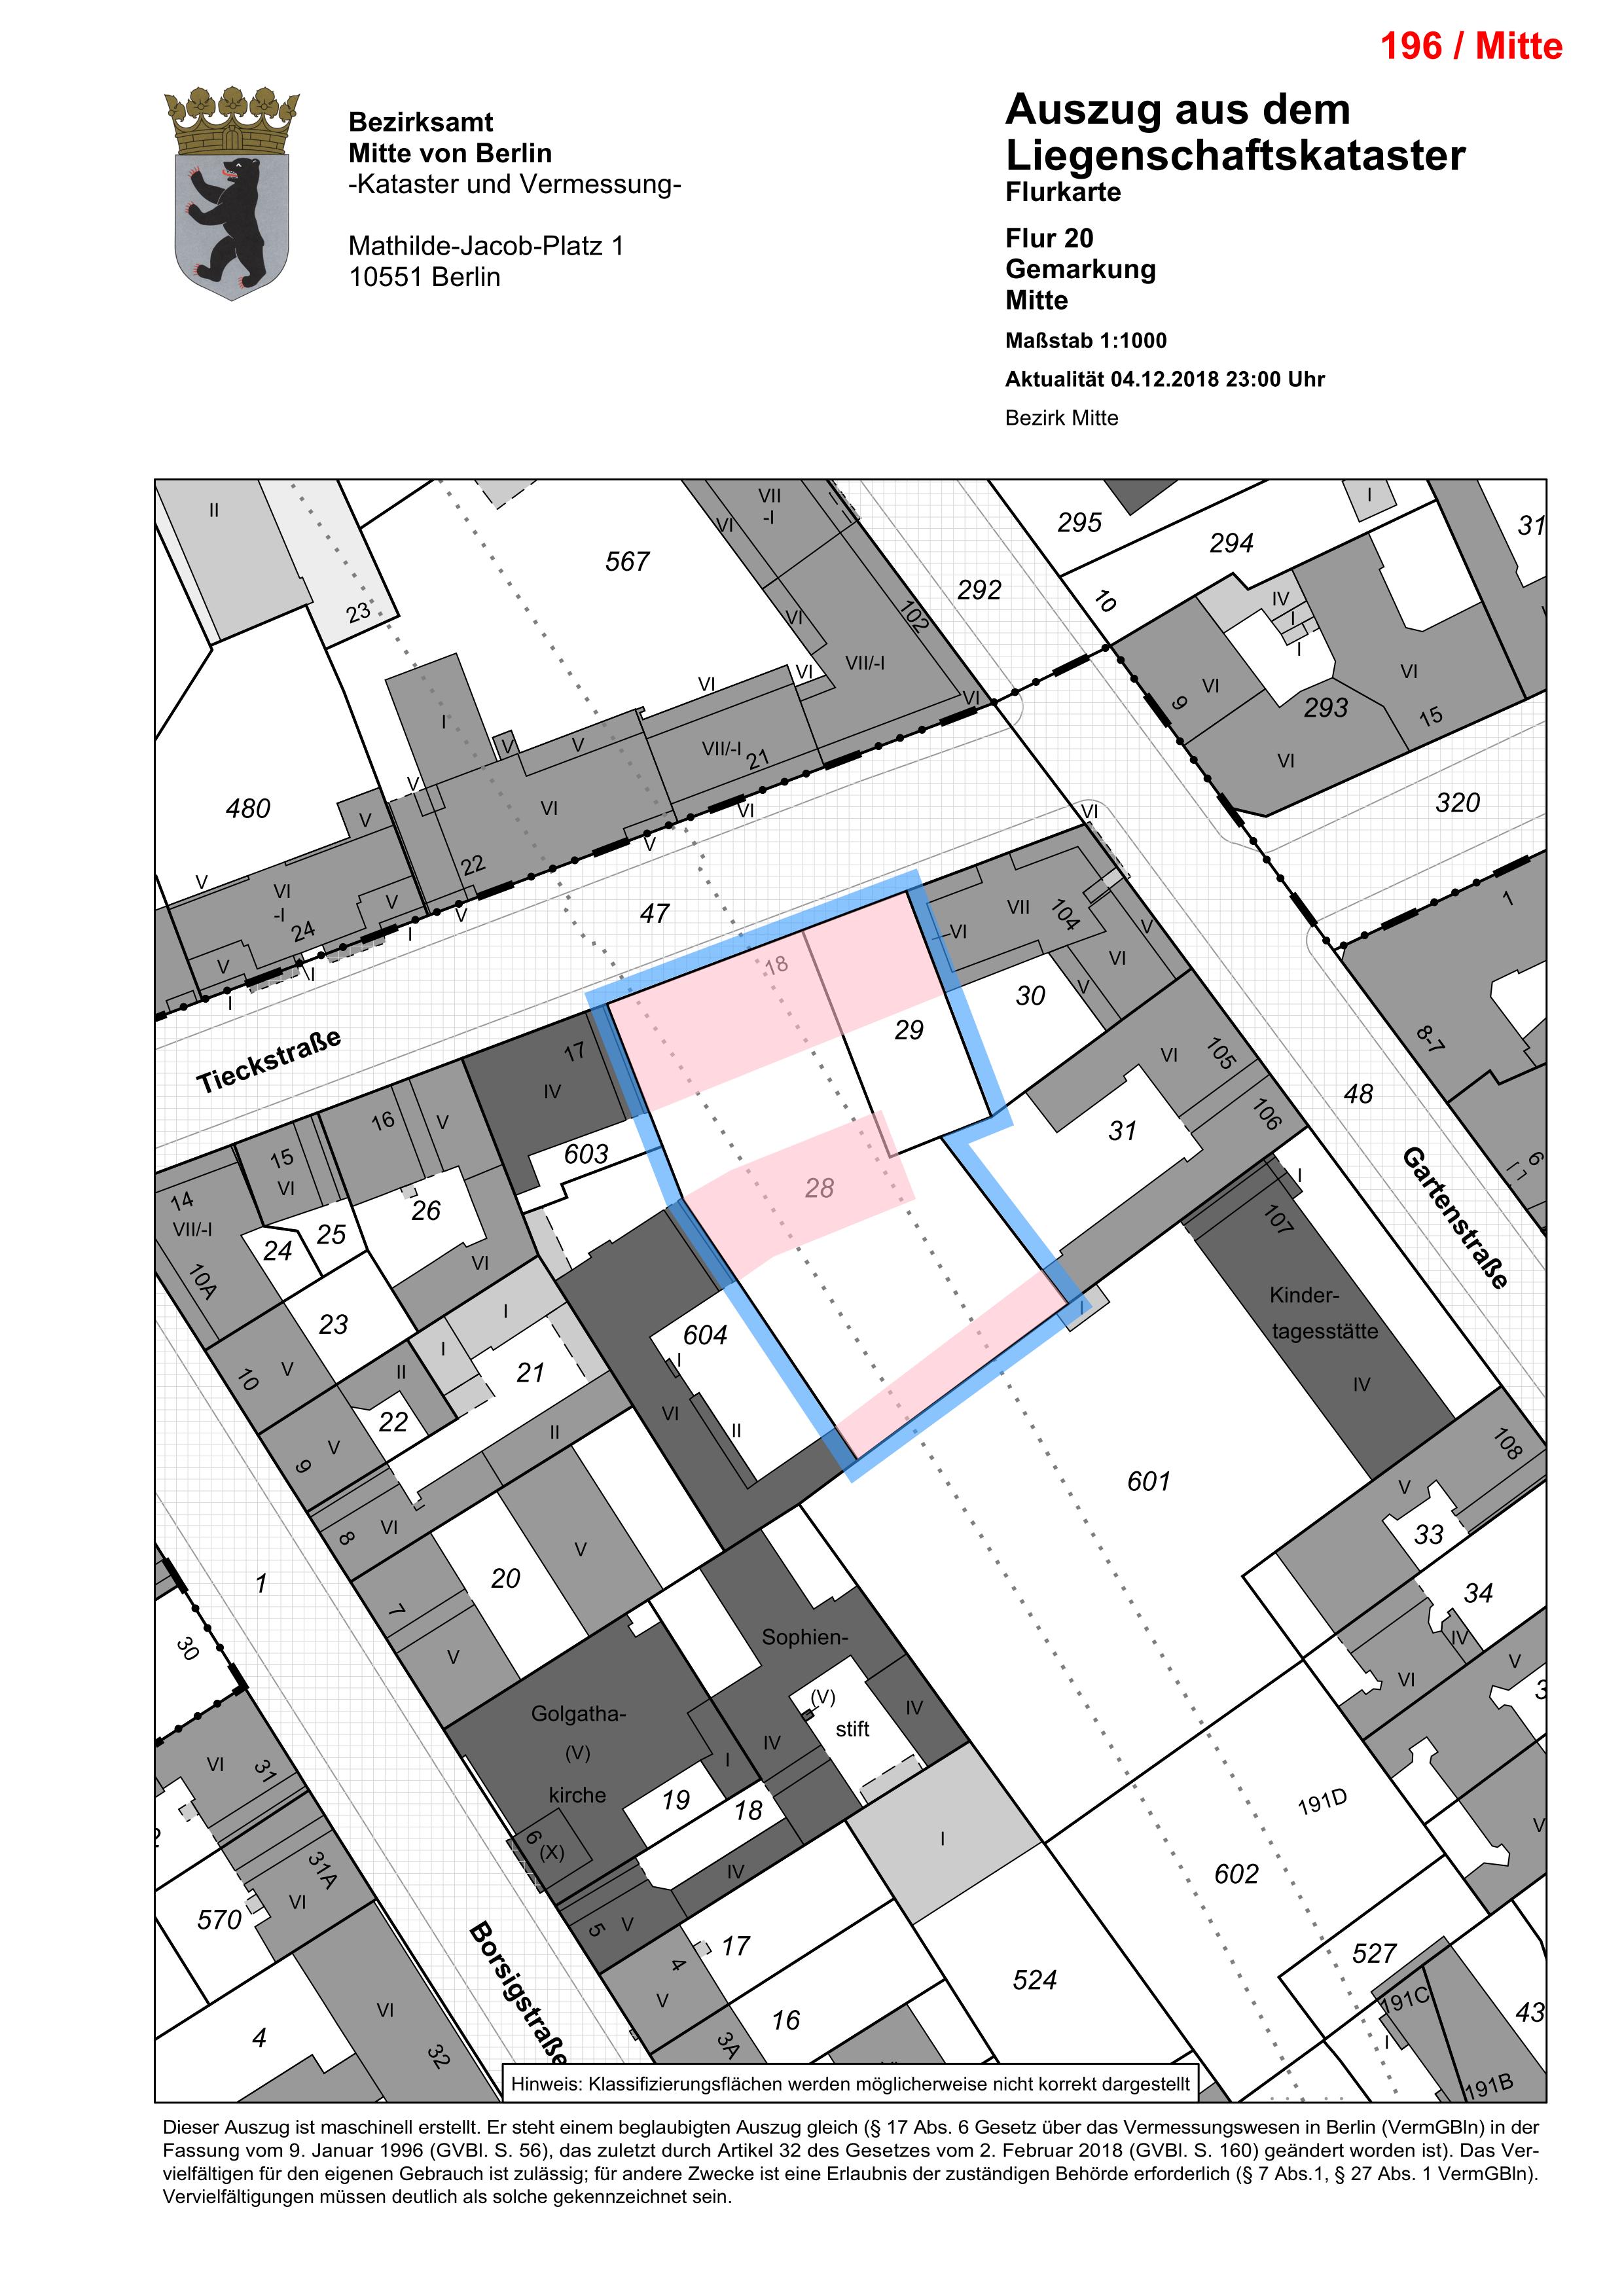 196 / Mitte
Bezirksamt
Mitte von Berlin
-Kataster und Vermessung-
Mathilde-Jacob-Platz 1
10551 Berlin
Auszug aus dem
Liegenschaftskataster
Flurkarte
Flur 20
Gemarkung
Mitte
Maßstab 1:1000
Aktualität 04.12.2018 23:00 Uhr
Bezirk Mitte
II
VII
-I
I
VI
567
295
294
31
292
10
23
102
VI
IV
I
I
VII/-I
VI
VI
VI
VI
293
15
9
VI
VI
I
V
V
VII/-I
21
V
VI
480
V
22
VI
V
320
VI
V
VI
-I
V
V
24
I
V
I
I
47
18
VII
104
VI
V
VI
V
1
30
29
Tieckstraße
17
IV
603
16
V
15
VI
14
VII/-I
10A
26
25
24
VI
28
VI
105
106
31
48
8-7
6
Gartenstraße
I
107
Kinder-
tagesstätte
IV
I
23
I
I
II
21
22
10
V
9
V
604
I
VI
II
II
8
VI
20
V
7
V
601
108
V
33
34
IV
VI
V
1
30
Sophien-
(V)
stift
IV
IV
Golgatha-
(V)
kirche
I
19
18
6
(X)
IV
5
V
I
VI
31
31A
VI
570
191D
602
V
527
191C
I
43
191B
17
4
V
16
3A
524
Borsigstraße
VI
32
4
Hinweis: Klassifizierungsflächen werden möglicherweise nicht korrekt dargestellt
Dieser Auszug ist maschinell erstellt. Er steht einem beglaubigten Auszug gleich (§ 17 Abs. 6 Gesetz über das Vermessungswesen in Berlin (VermGBln) in der
Fassung vom 9. Januar 1996 (GVBl. S. 56), das zuletzt durch Artikel 32 des Gesetzes vom 2. Februar 2018 (GVBl. S. 160) geändert worden ist). Das Ver-
vielfältigen für den eigenen Gebrauch ist zulässig; für andere Zwecke ist eine Erlaubnis der zuständigen Behörde erforderlich (§ 7 Abs.1, § 27 Abs. 1 VermGBln).
Vervielfältigungen müssen deutlich als solche gekennzeichnet sein.